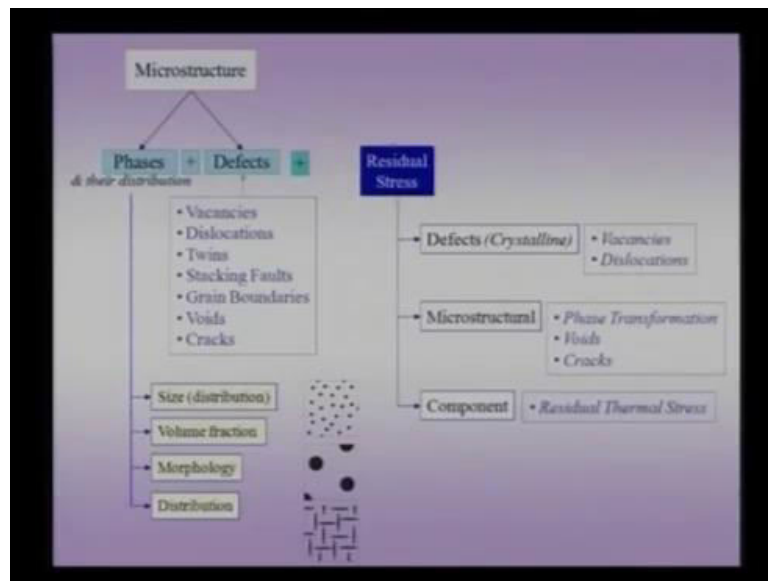 Microstructure
Phases + Defects +
& their distribution
• Vacancies
• Dislocations
• Twins
• Stacking Faults
• Grain Boundaries
• Voids
• Cracks
Size (distribution)
Volume fraction
Morphology
Distribution
Residual
Stress
Defects (Crystalline)
• Vacancies
• Dislocations
Microstructural
• Phase Transformation
• Voids
• Cracks
Component
• Residual Thermal Stress